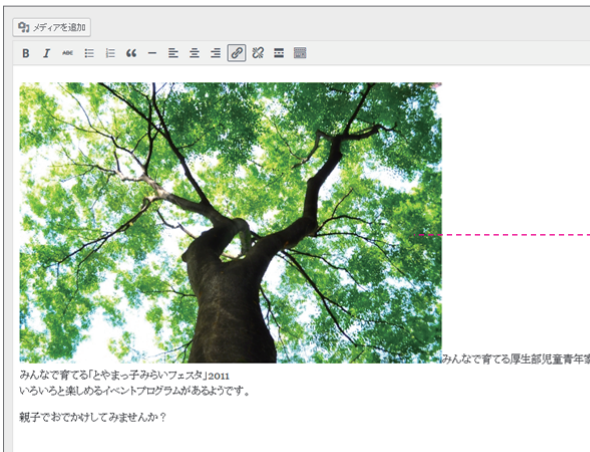 メディアを追加
B I ABC
みんなで育てる厚生部児童青年家
みんなで育てる「とやまっ子みらいフェスタ」2011
いろいろと楽しめるイベントプログラムがあるようです。
親子でおでかけしてみませんか？